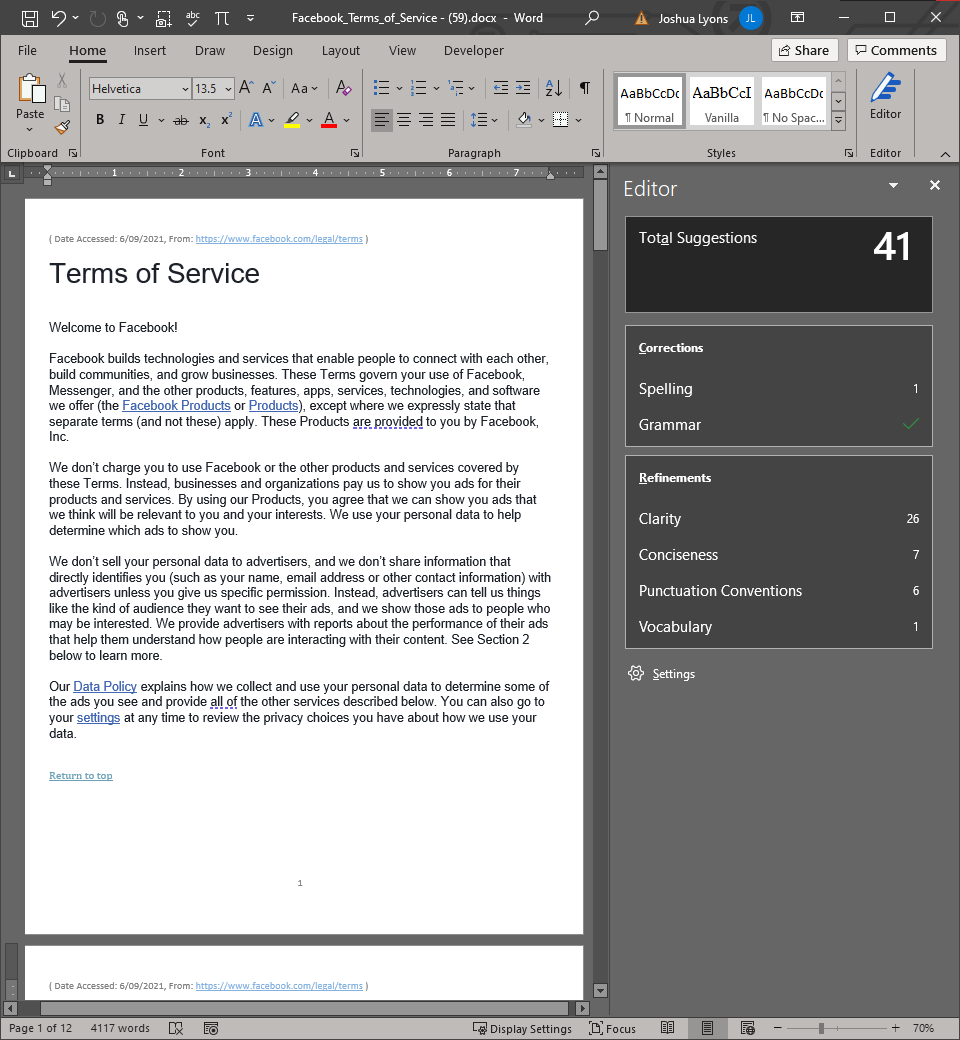 abc
Facebook_Terms_of_Service - (59).docx - Word
Joshua Lyons
JL
File Home Insert Draw Design Layout View Developer
Share
Comments
Paste
Helvetica
13.5
A A Aa A
B I U ab x2 x2 A A
AaBbCcDc AaBbCcI AaBbCcDc
¶ Normal Vanilla ¶ No Spac...
Editor
Clipboard Font Paragraph Styles Editor
L
1 2 3 4 5 6 7
( Date Accessed: 6/09/2021, From: https://www.facebook.com/legal/terms )
Terms of Service
Welcome to Facebook!
Facebook builds technologies and services that enable people to connect with each other,
build communities, and grow businesses. These Terms govern your use of Facebook,
Messenger, and the other products, features, apps, services, technologies, and software
we offer (the Facebook Products or Products), except where we expressly state that
separate terms (and not these) apply. These Products are provided to you by Facebook,
Inc.
We don’t charge you to use Facebook or the other products and services covered by
these Terms. Instead, businesses and organizations pay us to show you ads for their
products and services. By using our Products, you agree that we can show you ads that
we think will be relevant to you and your interests. We use your personal data to help
determine which ads to show you.
We don’t sell your personal data to advertisers, and we don’t share information that
directly identifies you (such as your name, email address or other contact information) with
advertisers unless you give us specific permission. Instead, advertisers can tell us things
like the kind of audience they want to see their ads, and we show those ads to people who
may be interested. We provide advertisers with reports about the performance of their ads
that help them understand how people are interacting with their content. See Section 2
below to learn more.
Our Data Policy explains how we collect and use your personal data to determine some of
the ads you see and provide all of the other services described below. You can also go to
your settings at any time to review the privacy choices you have about how we use your
data.
Return to top
1
( Date Accessed: 6/09/2021, From: https://www.facebook.com/legal/terms )
Editor
Total Suggestions
41
Corrections
Spelling 1
Grammar
Refinements
Clarity 26
Conciseness 7
Punctuation Conventions 6
Vocabulary 1
Settings
Page 1 of 12 4117 words Display Settings Focus 70%